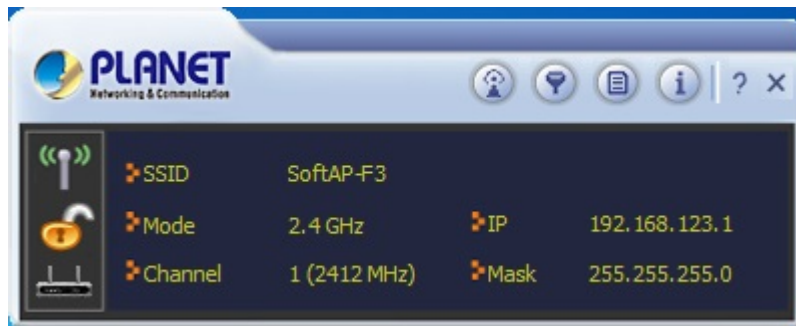 PLANET
Networking & Communication
?
SSID SoftAP-F3
Mode 2.4 GHz IP 192.168.123.1
Channel 1 (2412 MHz) Mask 255.255.255.0